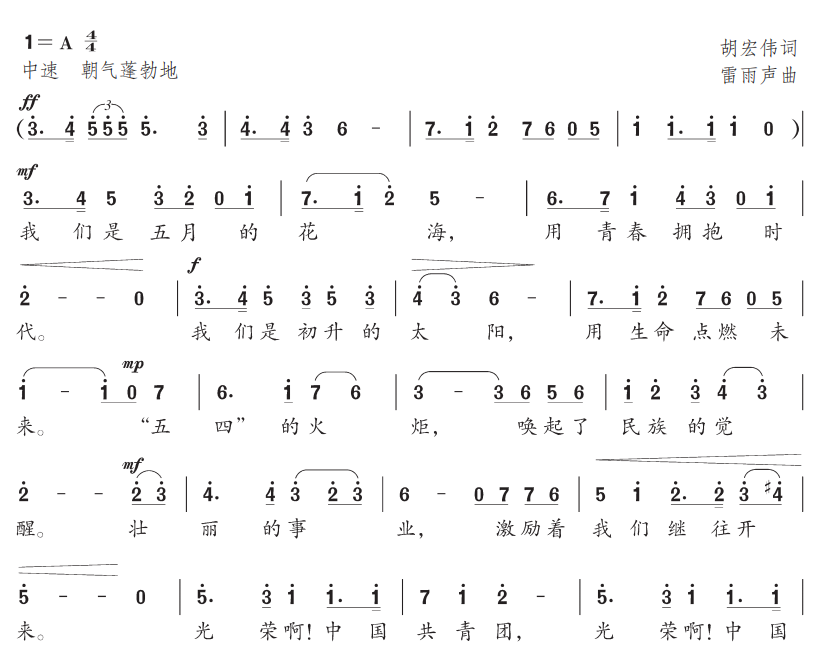 1= A 4/4
胡宏伟词
中速 朝气蓬勃地
雷雨声曲
ff
(3. 4 5 5 5 5. 3 | 4. 4 3 6 - | 7. 1 2 7 6 0 5 | 1 1. 1 1 0 )|
mf
3. 4 5 3 2 0 1 | 7. 1 2 5 - | 6. 7 1 4 3 0 1 |
我 们 是 五 月 的 花 海, 用 青 春 拥 抱 时
f
2 - - 0 | 3. 4 5 3 5 3 | 4 3 6 - | 7. 1 2 7 6 0 5 |
代。 我 们 是 初 升 的 太 阳, 用 生 命 点 燃 未
mp
1 - 1 0 7 | 6. 1 7 6 | 3 - 3 6 5 6 | 1 2 3 4 3 |
来。 “五 四” 的 火 炬, 唤 起 了 民 族 的 觉
mf
2 - - 2 3 | 4. 4 3 2 3 | 6 - 0 7 7 6 | 5 1 2. 2 3 #4 |
醒。 壮 丽 的 事 业, 激 励 着 我 们 继 往 开
5 - - 0 | 5. 3 1 1. 1 | 7 1 2 - | 5. 3 1 1. 1 |
来。 光 荣 啊! 中 国 共 青 团, 光 荣 啊! 中 国